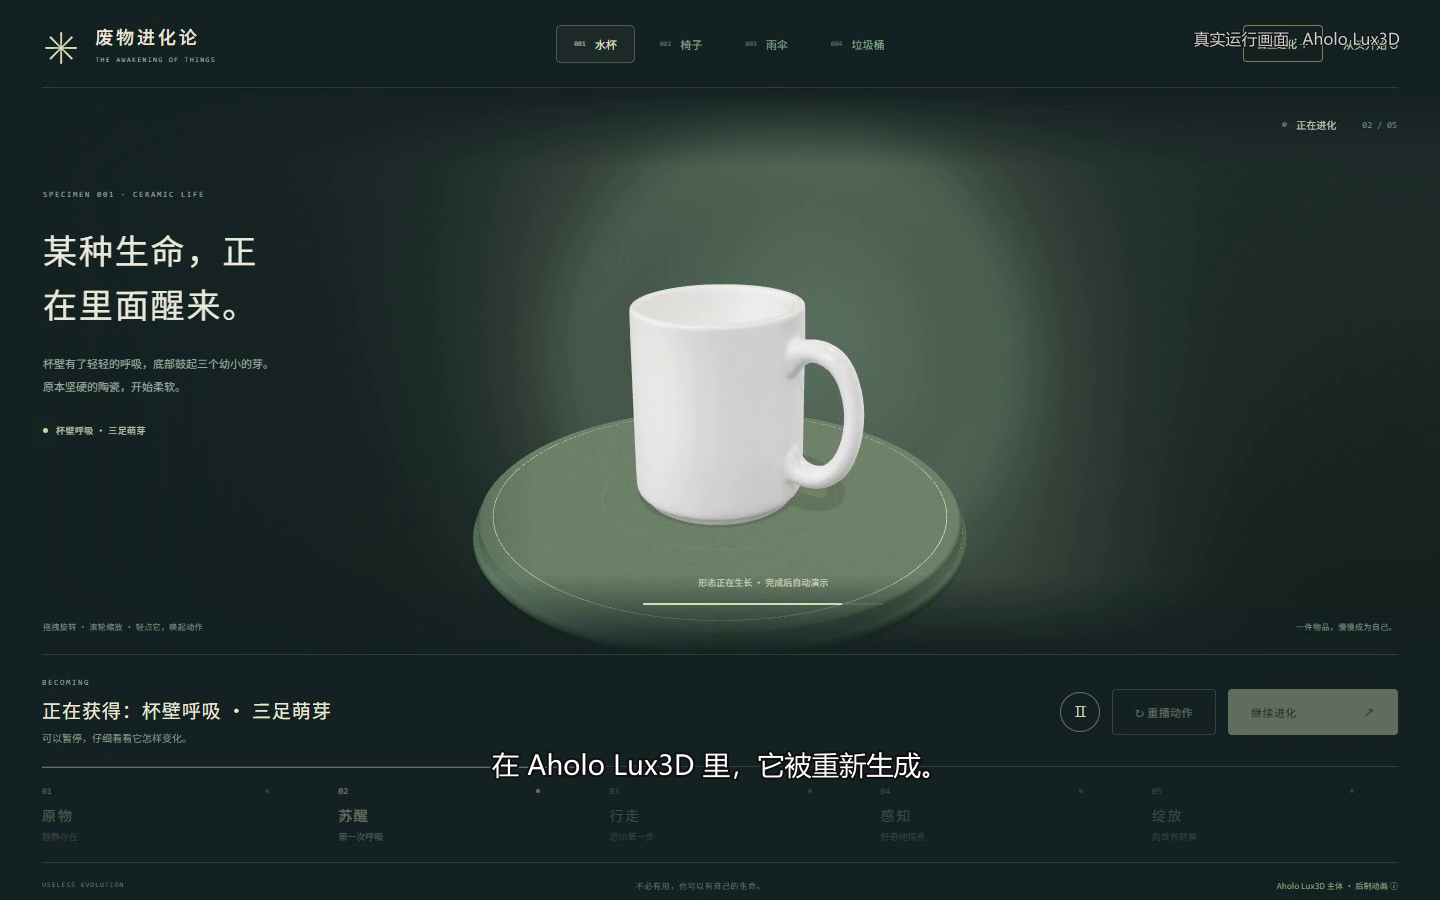 废物进化论
THE AWAKENING OF THINGS
001 水杯
002 椅子
003 雨伞
004 垃圾桶
真实运行画面·Aholo Lux3D
正在进化 02 / 05
SPECIMEN 001 · CERAMIC LIFE
某种生命，正
在里面醒来。
杯壁有了轻轻的呼吸，底部鼓起三个幼小的芽。
原本坚硬的陶瓷，开始柔软。
杯壁呼吸 · 三足萌芽
形态正在生长 · 完成后自动演示
拖拽旋转 · 滚轮缩放 · 轻点它，唤起动作
一件物品，慢慢成为自己。
BECOMING
正在获得：杯壁呼吸 · 三足萌芽
可以暂停，仔细看看它怎样变化。
↻ 重播动作
继续进化 ↗
在 Aholo Lux3D 里，它被重新生成。
01
原物
静静存在
02
苏醒
第一次呼吸
03
行走
迈出第一步
04
感知
好奇地探查
05
绽放
向世界舒展
USELESS EVOLUTION
不必有用，也可以有自己的生命。
Aholo Lux3D 主体 · 后制动画 ⓘ